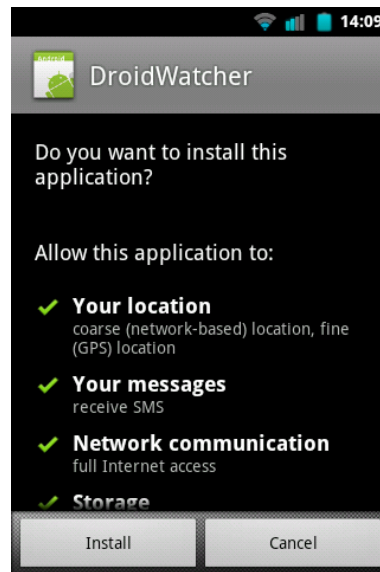 14:09
Android
DroidWatcher
Do you want to install this
application?
Allow this application to:
Your location
coarse (network-based) location, fine
(GPS) location
Your messages
receive SMS
Network communication
full Internet access
Storage
Install
Cancel